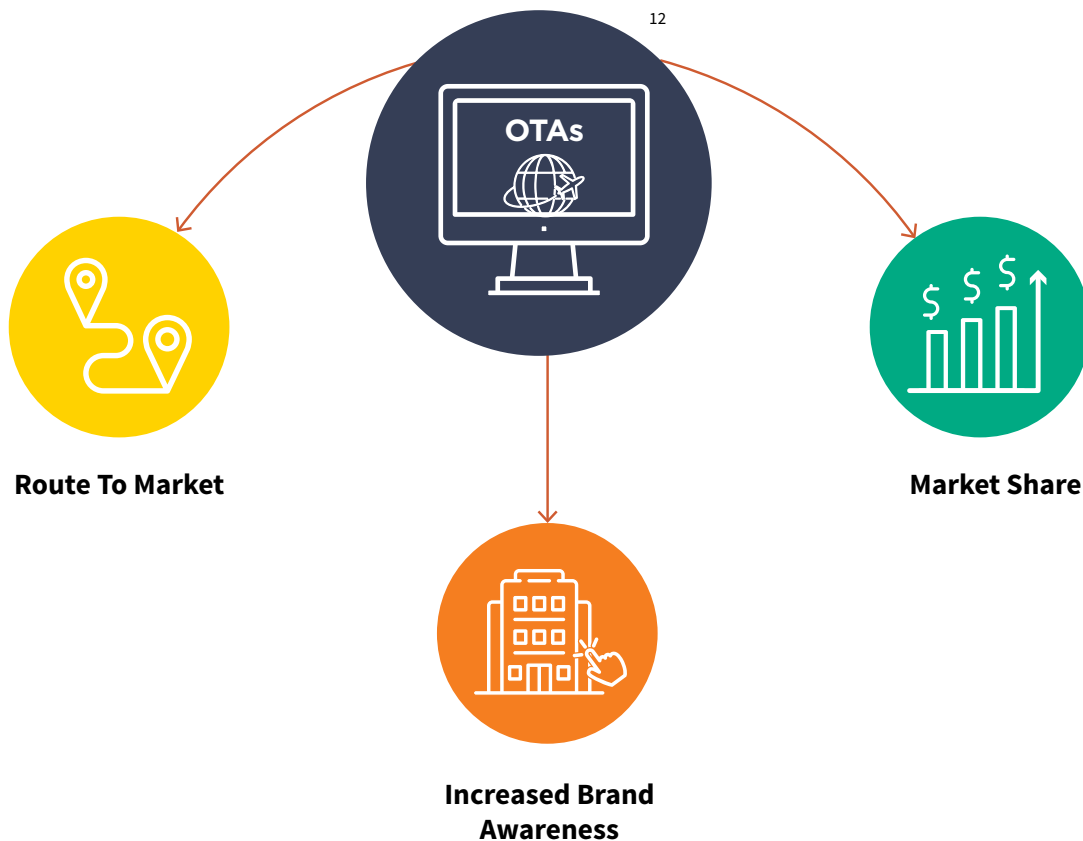 12
OTAs
$ $ $
Route To Market
Market Share
Increased Brand
Awareness